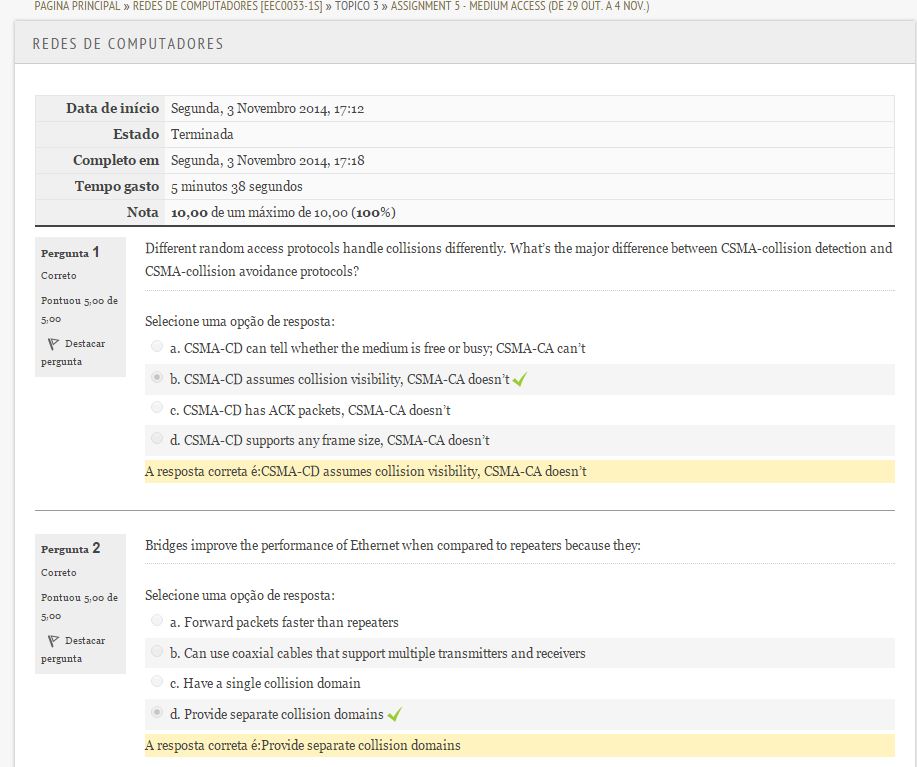 PÁGINA PRINCIPAL » REDES DE COMPUTADORES [EEC0033-1S] » TÓPICO 3 » ASSIGNMENT 5 - MEDIUM ACCESS (DE 29 OUT. A 4 NOV.)
REDES DE COMPUTADORES
Data de início Segunda, 3 Novembro 2014, 17:12
Estado Terminada
Completo em Segunda, 3 Novembro 2014, 17:18
Tempo gasto 5 minutos 38 segundos
Nota 10,00 de um máximo de 10,00 (100%)
Pergunta 1
Correto
Pontuou 5,00 de
5,00
Destacar
pergunta
Different random access protocols handle collisions differently. What's the major difference between CSMA-collision detection and
CSMA-collision avoidance protocols?
Selecione uma opção de resposta:
a. CSMA-CD can tell whether the medium is free or busy; CSMA-CA can't
b. CSMA-CD assumes collision visibility, CSMA-CA doesn't
c. CSMA-CD has ACK packets, CSMA-CA doesn't
d. CSMA-CD supports any frame size, CSMA-CA doesn't
A resposta correta é:CSMA-CD assumes collision visibility, CSMA-CA doesn't
Pergunta 2
Correto
Pontuou 5,00 de
5,00
Destacar
pergunta
Bridges improve the performance of Ethernet when compared to repeaters because they:
Selecione uma opção de resposta:
a. Forward packets faster than repeaters
b. Can use coaxial cables that support multiple transmitters and receivers
c. Have a single collision domain
d. Provide separate collision domains
A resposta correta é:Provide separate collision domains